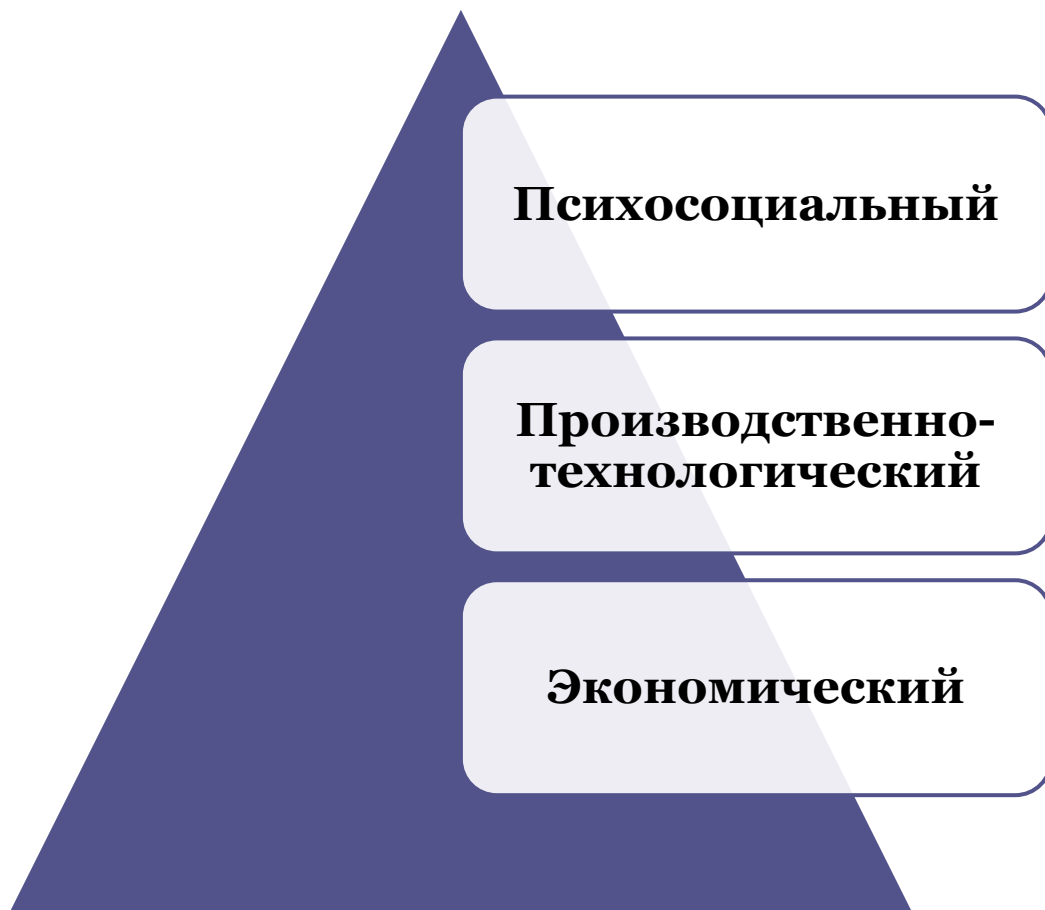 Психосоциальный
Производственно-
технологический
Экономический